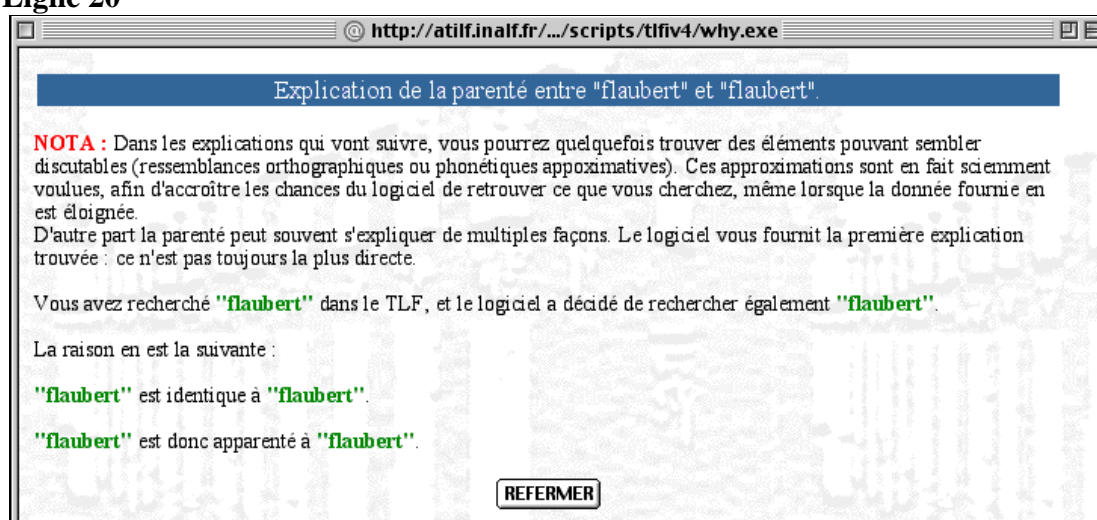 Ligne 20
http://atilf.inalf.fr/.../scripts/tlfiv4/why.exe
Explication de la parenté entre "flaubert" et "flaubert".
NOTA : Dans les explications qui vont suivre, vous pourrez quelquefois trouver des éléments pouvant sembler
discutables (ressemblances orthographiques ou phonétiques appoximatives). Ces approximations sont en fait sciemment
voulues, afin d'accroître les chances du logiciel de retrouver ce que vous cherchez, même lorsque la donnée fournie en
est éloignée.
D'autre part la parenté peut souvent s'expliquer de multiples façons. Le logiciel vous fournit la première explication
trouvée : ce n'est pas toujours la plus directe.
Vous avez recherché "flaubert" dans le TLF, et le logiciel a décidé de rechercher également "flaubert".
La raison en est la suivante :
"flaubert" est identique à "flaubert".
"flaubert" est donc apparenté à "flaubert".
REFERMER